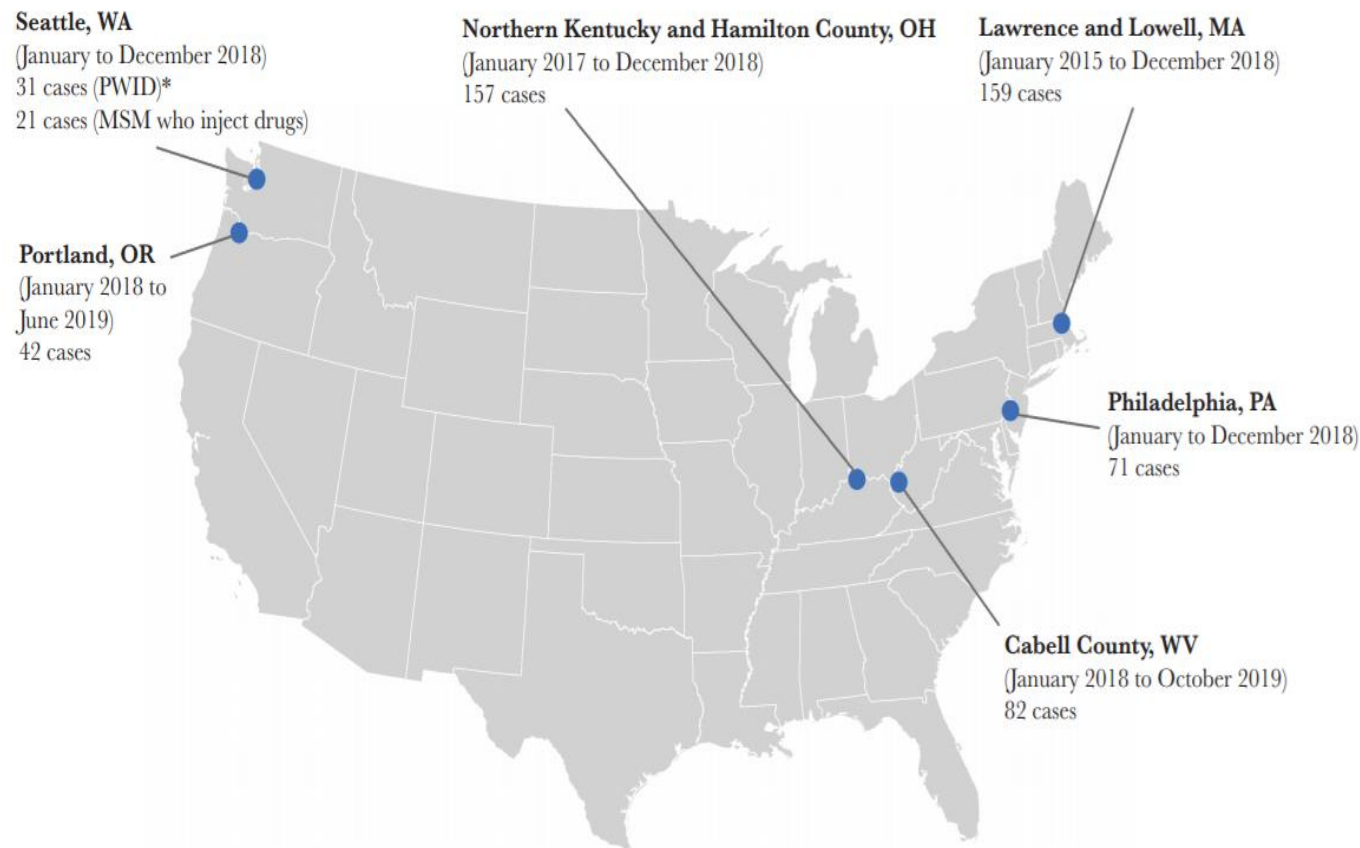 Seattle, WA
(January to December 2018)
31 cases (PWID)*
21 cases (MSM who inject drugs)
Northern Kentucky and Hamilton County, OH
(January 2017 to December 2018)
157 cases
Lawrence and Lowell, MA
(January 2015 to December 2018)
159 cases
Portland, OR
(January 2018 to
June 2019)
42 cases
Philadelphia, PA
(January to December 2018)
71 cases
Cabell County, WV
(January 2018 to October 2019)
82 cases